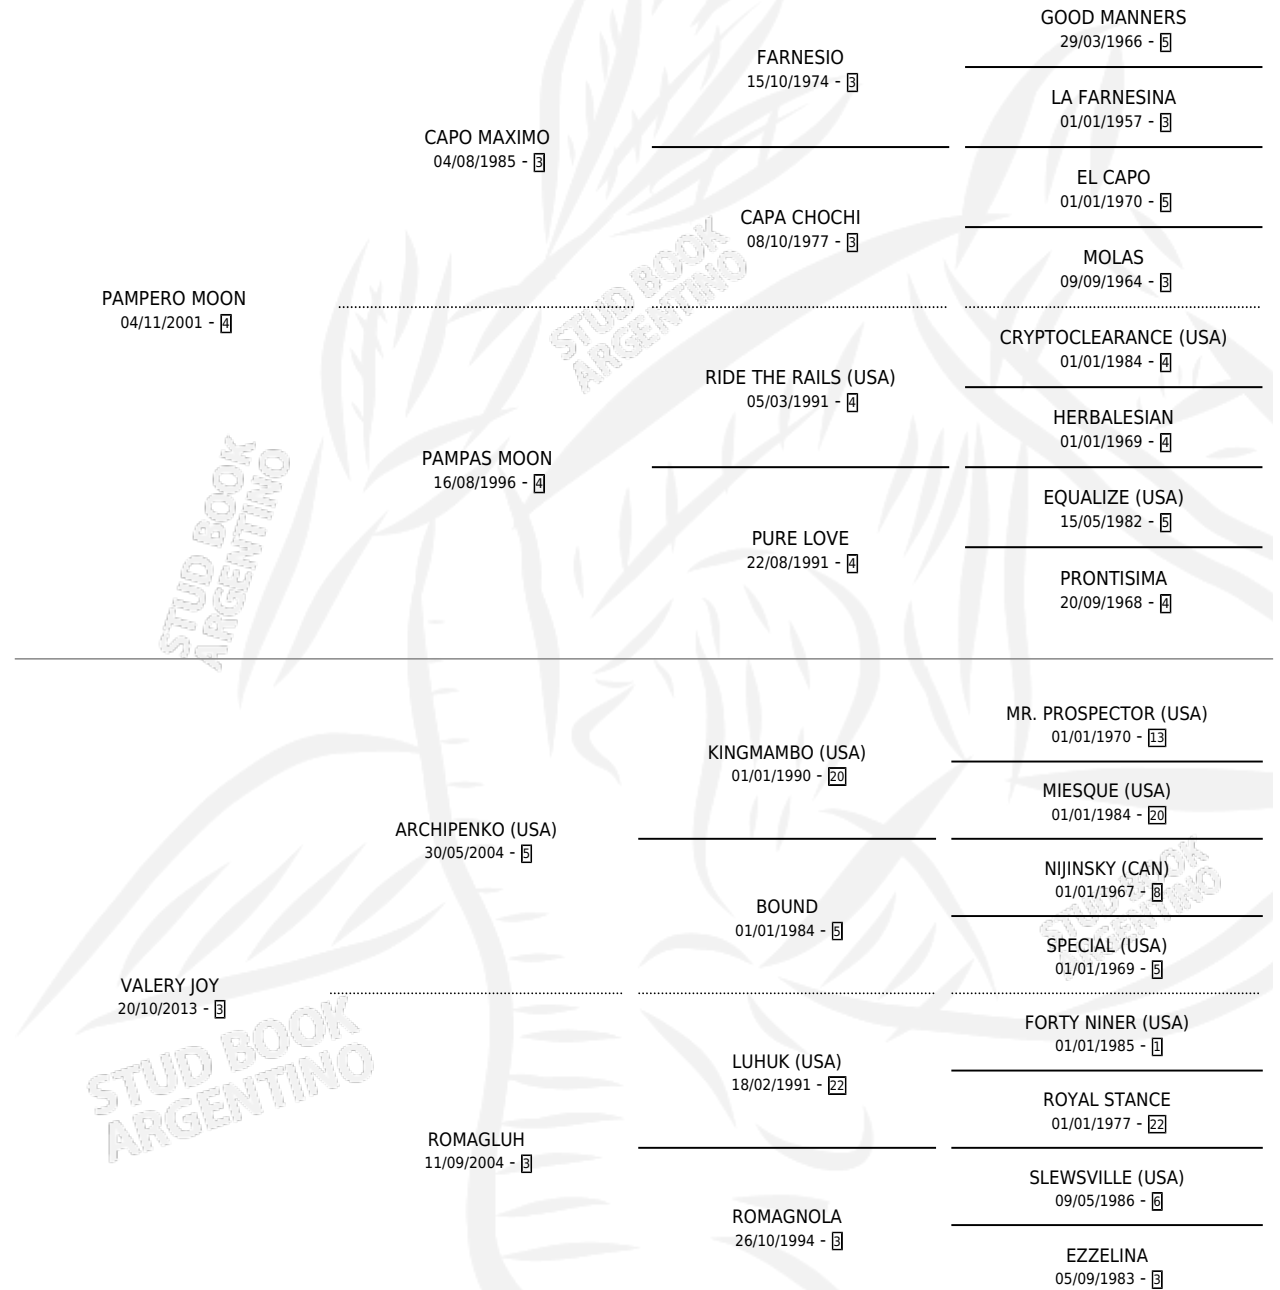 GOOD MANNERS
29/03/1966 - 5
FARNESIO
15/10/1974 - 3
LA FARNESINA
01/01/1957 - 3
CAPO MAXIMO
04/08/1985 - 3
EL CAPO
01/01/1970 - 5
CAPA CHOCHI
08/10/1977 - 3
MOLAS
09/09/1964 - 3
PAMPERO MOON
04/11/2001 - 4
CRYPTOCLEARANCE (USA)
01/01/1984 - 4
RIDE THE RAILS (USA)
05/03/1991 - 4
HERBALESIAN
01/01/1969 - 4
PAMPAS MOON
16/08/1996 - 4
EQUALIZE (USA)
15/05/1982 - 5
PURE LOVE
22/08/1991 - 4
PRONTISIMA
20/09/1968 - 4
STUD BOOK
ARGENTINO
STUD BOOK
ARGENTINO
MR. PROSPECTOR (USA)
01/01/1970 - 13
KINGMAMBO (USA)
01/01/1990 - 20
MIESQUE (USA)
01/01/1984 - 20
ARCHIPENKO (USA)
30/05/2004 - 5
NIJINSKY (CAN)
01/01/1967 - 8
BOUND
01/01/1984 - 5
SPECIAL (USA)
01/01/1969 - 5
VALERY JOY
20/10/2013 - 3
FORTY NINER (USA)
01/01/1985 - 1
LUHUK (USA)
18/02/1991 - 22
ROYAL STANCE
01/01/1977 - 22
ROMAGLUH
11/09/2004 - 3
SLEWSVILLE (USA)
09/05/1986 - 6
ROMAGNOLA
26/10/1994 - 3
EZZELINA
05/09/1983 - 3
STUD BOOK
ARGENTINO
STUD BOOK
ARGENTINO